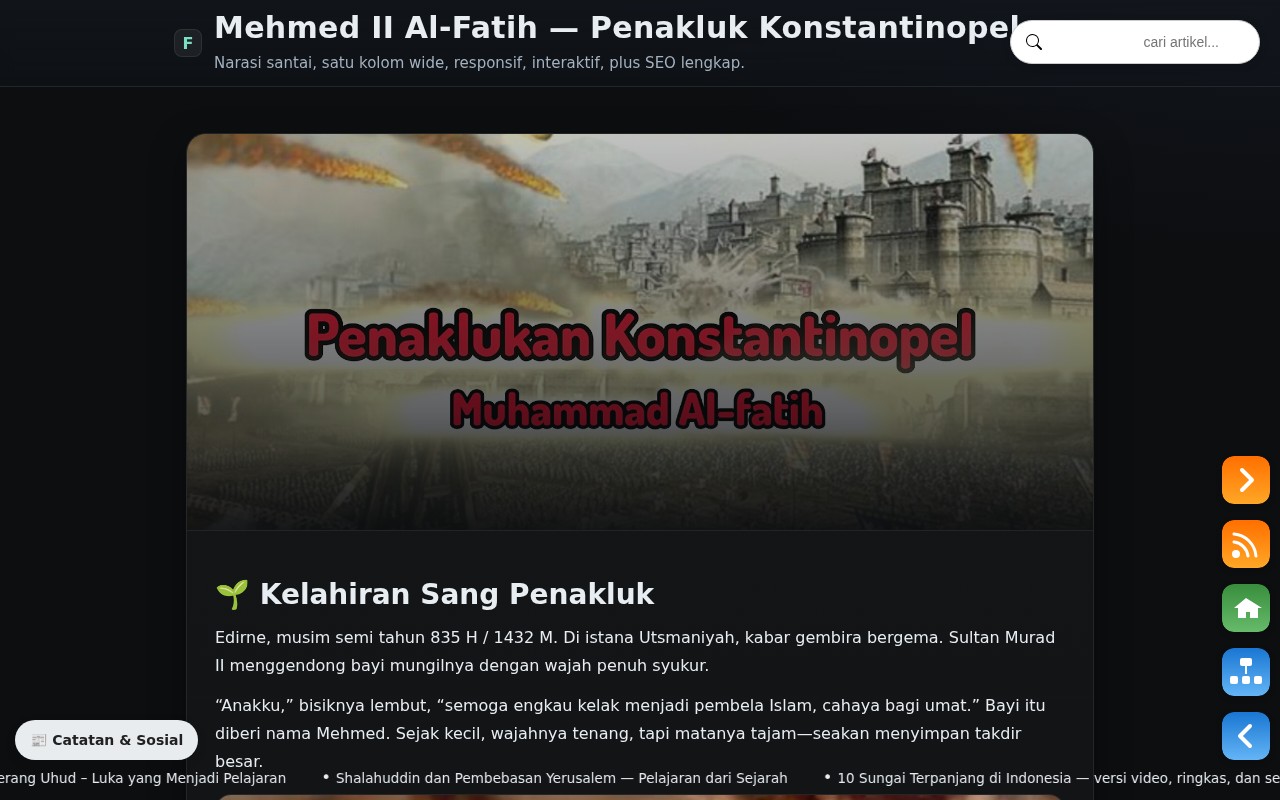 F
Mehmed II Al-Fatih — Penakluk Konstantinopel
Narasi santai, satu kolom wide, responsif, interaktif, plus SEO lengkap.
cari artikel...
Penaklukan Konstantinopel
Muhammad Al-fatih
🌱 Kelahiran Sang Penakluk
Edirne, musim semi tahun 835 H / 1432 M. Di istana Utsmaniyah, kabar gembira bergema. Sultan Murad
II menggendong bayi mungilnya dengan wajah penuh syukur.
“Anakku,” bisiknya lembut, “semoga engkau kelak menjadi pembela Islam, cahaya bagi umat.” Bayi itu
diberi nama Mehmed. Sejak kecil, wajahnya tenang, tapi matanya tajam—seakan menyimpan takdir
besar.
📰 Catatan & Sosial
erang Uhud – Luka yang Menjadi Pelajaran • Shalahuddin dan Pembebasan Yerusalem — Pelajaran dari Sejarah • 10 Sungai Terpanjang di Indonesia — versi video, ringkas, dan se